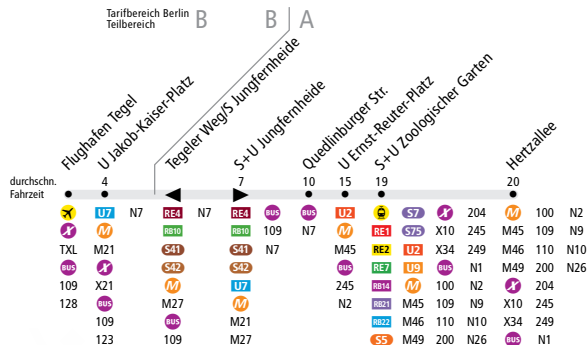 Tarifbereich Berlin
Teilbereich
B
B
A
Flughafen Tegel
U Jakob-Kaiser-Platz
Tegeler Weg/S Jungfernheide
S+U Jungfernheide
Quedlinburger Str.
U Ernst-Reuter-Platz
S+U Zoologischer Garten
Hertzallee
durchschn.
Fahrzeit
4 7 10 15 19 20
U7 N7 RE4 N7 RE4 BUS BUS U2 S7 X 204 M 100 N2
X M RB10 RB10 109 N7 M RE1 S75 X10 245 M45 109 N9
TXL M21 S41 S41 N7 M45 RE2 U2 X34 249 M46 110 N10
BUS X S42 S42 BUS RE7 U9 BUS N1 M49 200 N26
109 X21 M U7 245 RB14 M 100 N2 X 204
128 BUS M27 M N2 RB21 M45 109 N9 X10 245
109 BUS M21 RB22 M46 110 N10 X34 249
123 109 M27 S5 M49 200 N26 BUS N1